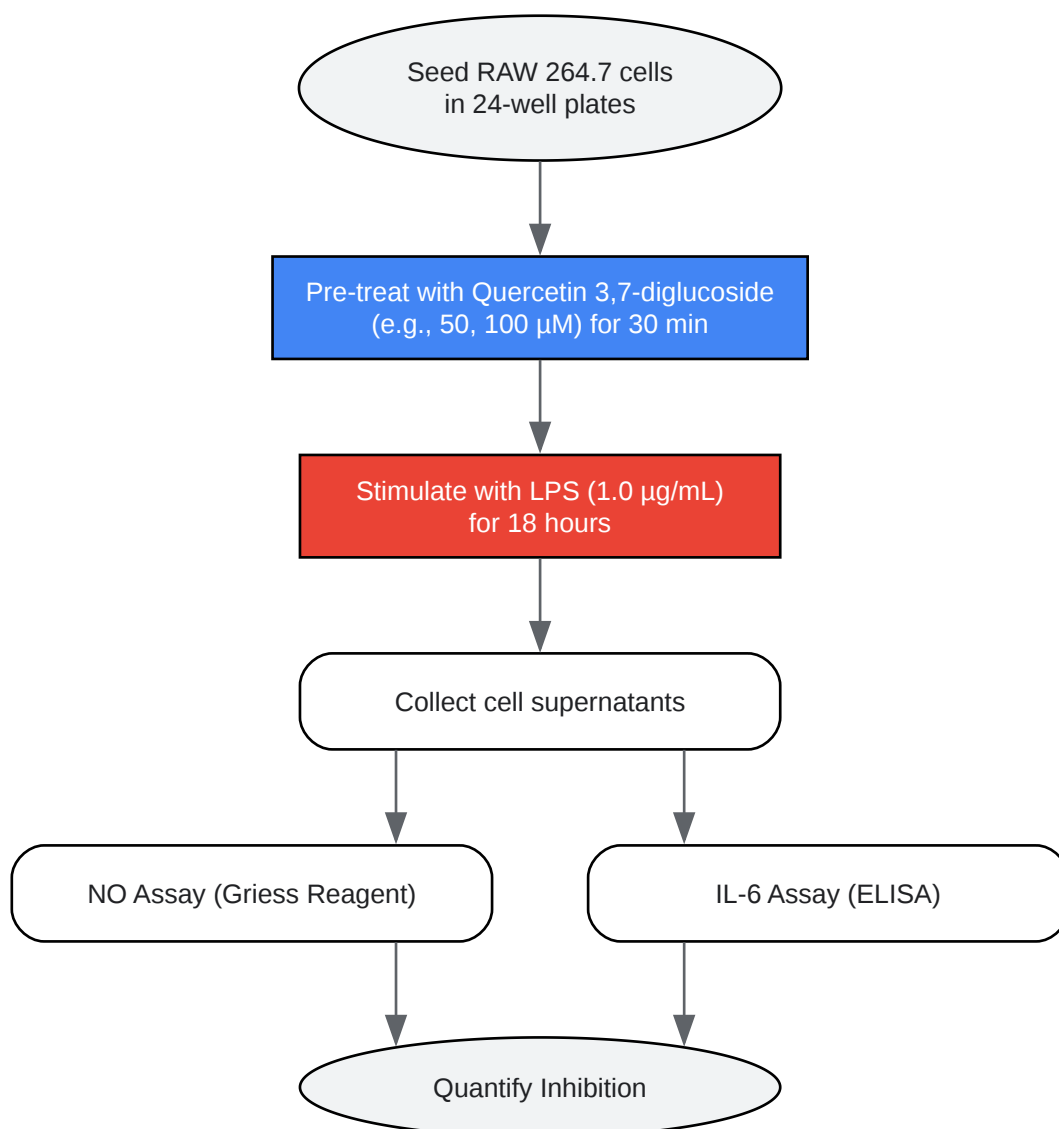 Seed RAW 264.7 cells
in 24-well plates
Pre-treat with Quercetin 3,7-diglucoside
(e.g., 50, 100 µM) for 30 min
Stimulate with LPS (1.0 µg/mL)
for 18 hours
Collect cell supernatants
NO Assay (Griess Reagent)
IL-6 Assay (ELISA)
Quantify Inhibition